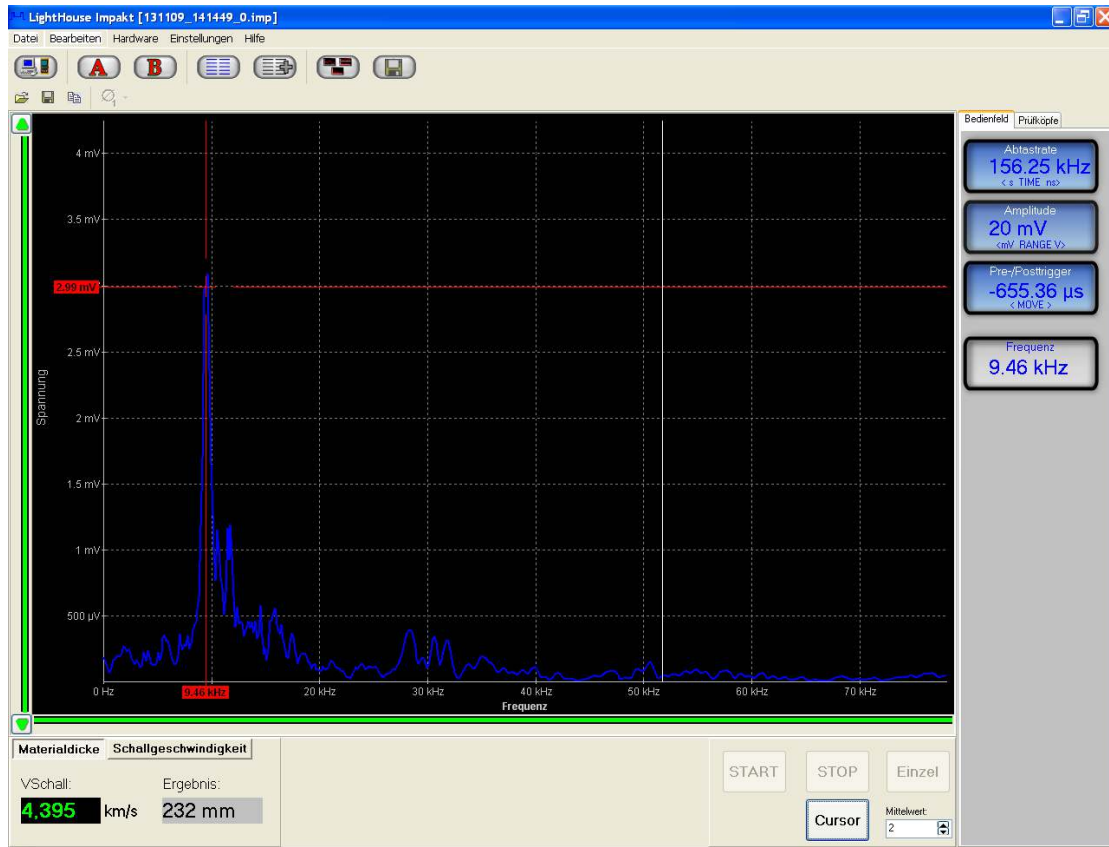 LightHouse Impakt [131109_141449_0.imp]
Datei Bearbeiten Hardware Einstellungen Hilfe
A B
Bedienfeld Prüfköpfe
Abtastrate
156.25 kHz
< s TIME ns>
Amplitude
20 mV
<mV RANGE V>
Pre-/Posttrigger
-655.36 µs
< MOVE >
Frequenz
9.46 kHz
4 mV
3.5 mV
2.99 mV
2.5 mV
2 mV
1.5 mV
1 mV
500 µV
Spannung
0 Hz 9.46 kHz 20 kHz 30 kHz 40 kHz 50 kHz 60 kHz 70 kHz
Frequenz
Materialdicke Schallgeschwindigkeit
VSchall: Ergebnis:
4,395 km/s 232 mm
START STOP Einzel
Cursor
Mittelwert:
2